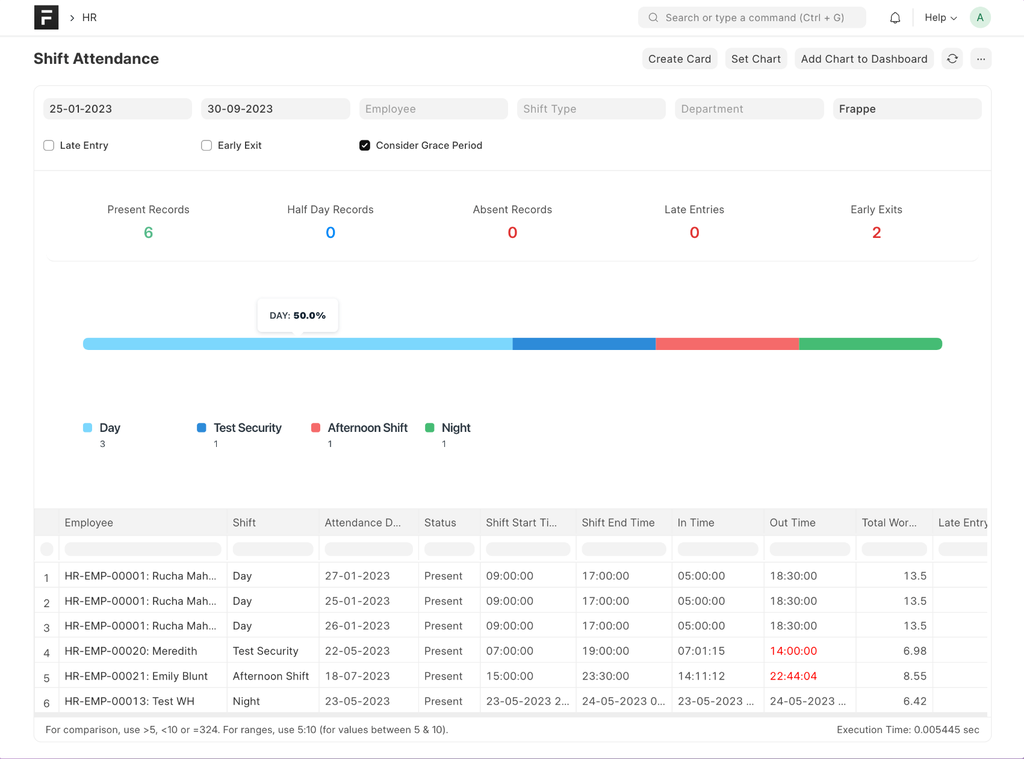 F > HR Search or type a command (Ctrl + G) Help A
Shift Attendance Create Card Set Chart Add Chart to Dashboard ...
25-01-2023 30-09-2023 Employee Shift Type Department Frappe
Late Entry Early Exit Consider Grace Period
Present Records Half Day Records Absent Records Late Entries Early Exits
6 0 0 0 2
DAY: 50.0%
Day Test Security Afternoon Shift Night
3 1 1 1
Employee Shift Attendance D... Status Shift Start Ti... Shift End Time In Time Out Time Total Wor... Late Entry
1 HR-EMP-00001: Rucha Mah... Day 27-01-2023 Present 09:00:00 17:00:00 05:00:00 18:30:00 13.5
2 HR-EMP-00001: Rucha Mah... Day 25-01-2023 Present 09:00:00 17:00:00 05:00:00 18:30:00 13.5
3 HR-EMP-00001: Rucha Mah... Day 26-01-2023 Present 09:00:00 17:00:00 05:00:00 18:30:00 13.5
4 HR-EMP-00020: Meredith Test Security 22-05-2023 Present 07:00:00 19:00:00 07:01:15 14:00:00 6.98
5 HR-EMP-00021: Emily Blunt Afternoon Shift 18-07-2023 Present 15:00:00 23:30:00 14:11:12 22:44:04 8.55
6 HR-EMP-00013: Test WH Night 23-05-2023 Present 23-05-2023 2... 24-05-2023 0... 23-05-2023 ... 24-05-2023 ... 6.42
For comparison, use >5, <10 or =324. For ranges, use 5:10 (for values between 5 & 10). Execution Time: 0.005445 sec